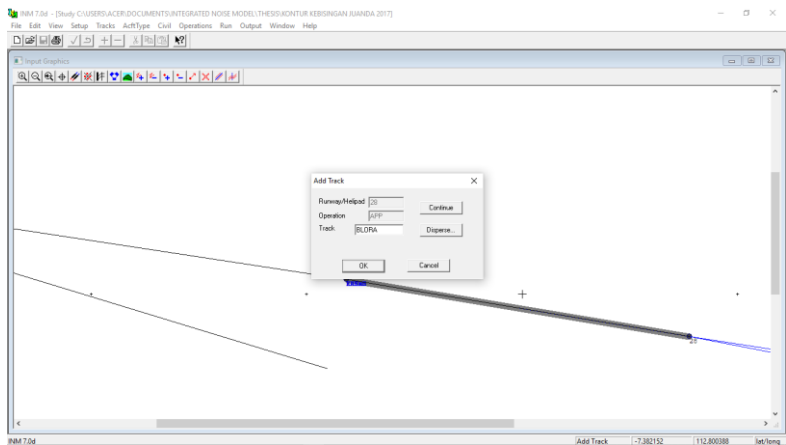 INM 7.0d - [Study C:\USERS\ACER\DOCUMENTS\INTEGRATED NOISE MODEL\THESIS\KONTUR KEBISINGAN JUANDA 2017]
File Edit View Setup Tracks AcftType Civil Operations Run Output Window Help
Input Graphics
Add Track
Runway/Helipad 28
Continue
Operation APP
Track BLORA
Disperse...
OK Cancel
28
INM 7.0d Add Track -7.382152 112.800388 lat/long